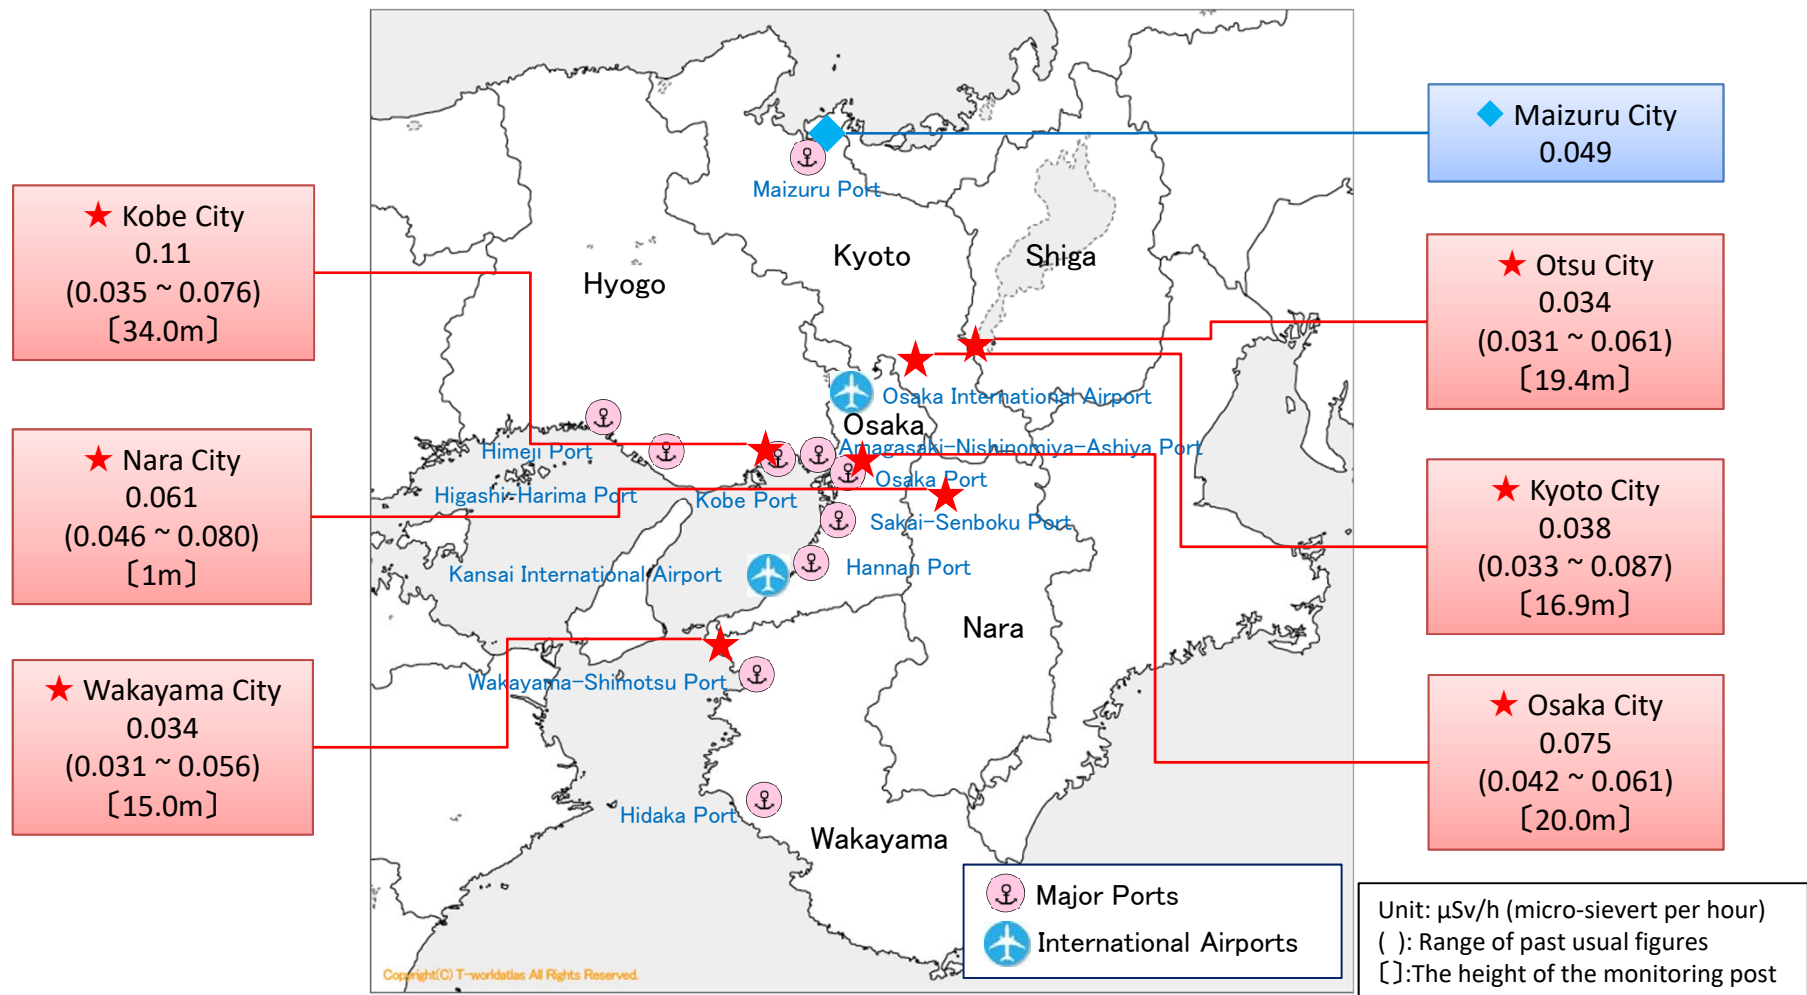 Maizuru City
0.049
Maizuru Port
Kobe City
0.11
(0.035 ~ 0.076)
〔34.0m〕
Kyoto
Shiga
Hyogo
Otsu City
0.034
(0.031 ~ 0.061)
〔19.4m〕
Osaka International Airport
Osaka
Amagasaki-Nishinomiya-Ashiya Port
Himeji Port
Nara City
0.061
(0.046 ~ 0.080)
〔1m〕
Higashi-Harima Port
Kobe Port
Osaka Port
Sakai-Senboku Port
Kyoto City
0.038
(0.033 ~ 0.087)
〔16.9m〕
Kansai International Airport
Hannan Port
Nara
Wakayama City
0.034
(0.031 ~ 0.056)
〔15.0m〕
Wakayama-Shimotsu Port
Osaka City
0.075
(0.042 ~ 0.061)
〔20.0m〕
Hidaka Port
Wakayama
Major Ports
International Airports
Unit: μSv/h (micro-sievert per hour)
( ): Range of past usual figures
〔〕:The height of the monitoring post
Copyright(C) T-worldatlas All Rights Reserved.